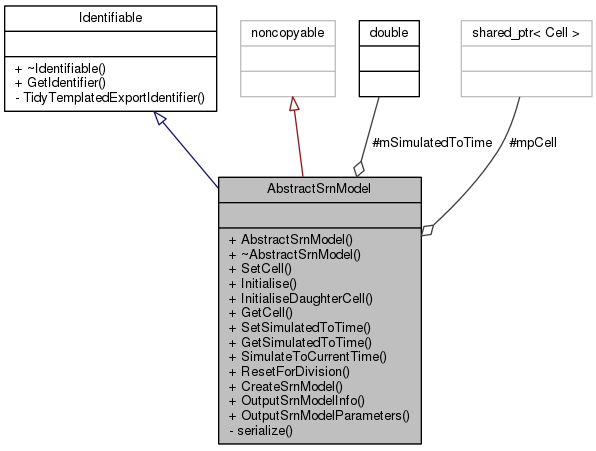 Identifiable
+ ~Identifiable()
+ GetIdentifier()
- TidyTemplatedExportIdentifier()
noncopyable
double
shared_ptr< Cell >
#mSimulatedToTime
#mpCell
AbstractSrnModel
+ AbstractSrnModel()
+ ~AbstractSrnModel()
+ SetCell()
+ Initialise()
+ InitialiseDaughterCell()
+ GetCell()
+ SetSimulatedToTime()
+ GetSimulatedToTime()
+ SimulateToCurrentTime()
+ ResetForDivision()
+ CreateSrnModel()
+ OutputSrnModelInfo()
+ OutputSrnModelParameters()
- serialize()